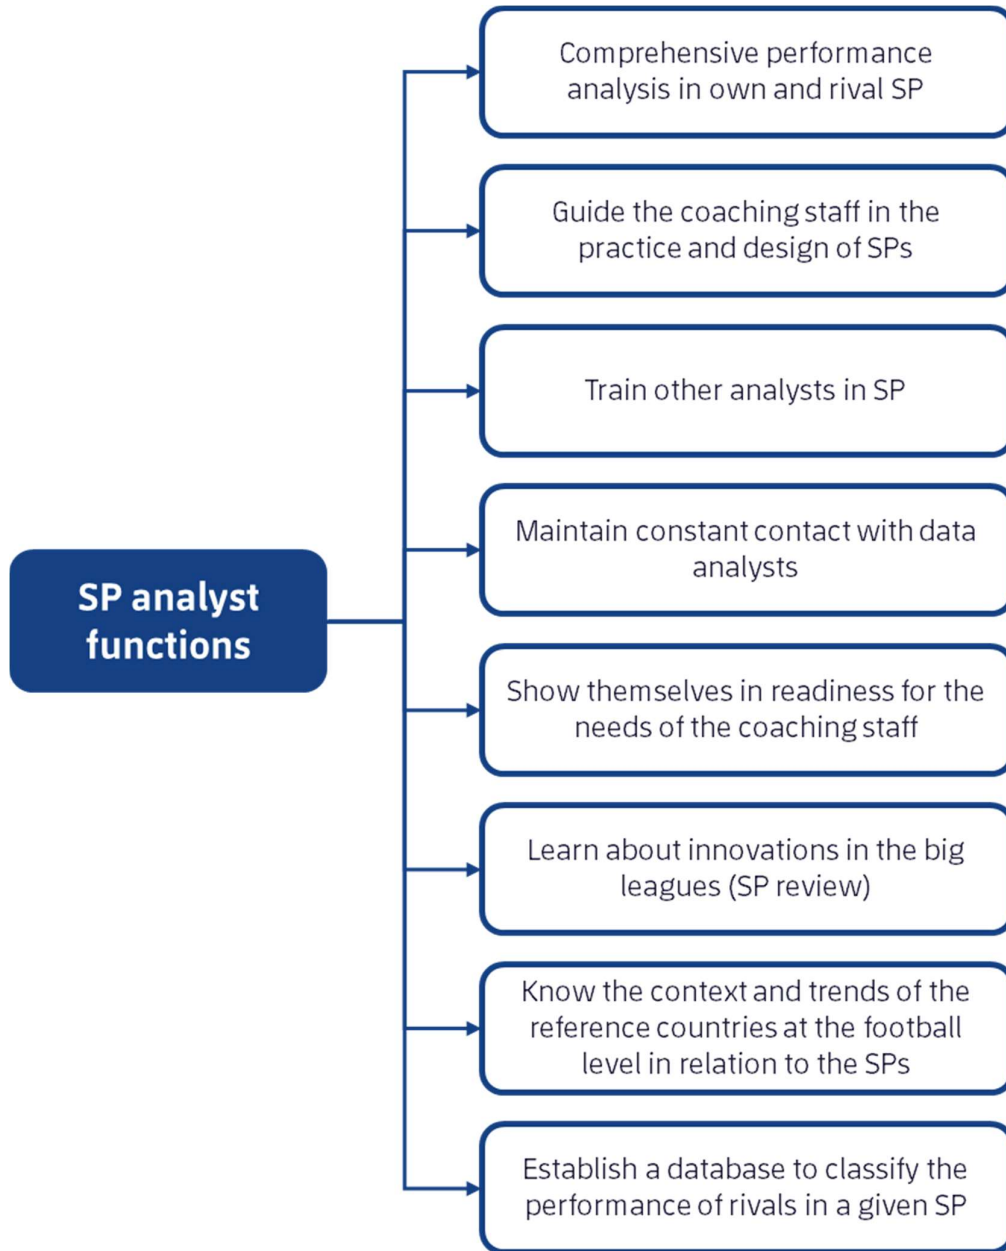 Comprehensive performance
analysis in own and rival SP
Guide the coaching staff in the
practice and design of SPs
Train other analysts in SP
Maintain constant contact with data
analysts
SP analyst
functions
Show themselves in readiness for the
needs of the coaching staff
Learn about innovations in the big
leagues (SP review)
Know the context and trends of the
reference countries at the football
level in relation to the SPs
Establish a database to classify the
performance of rivals in a given SP